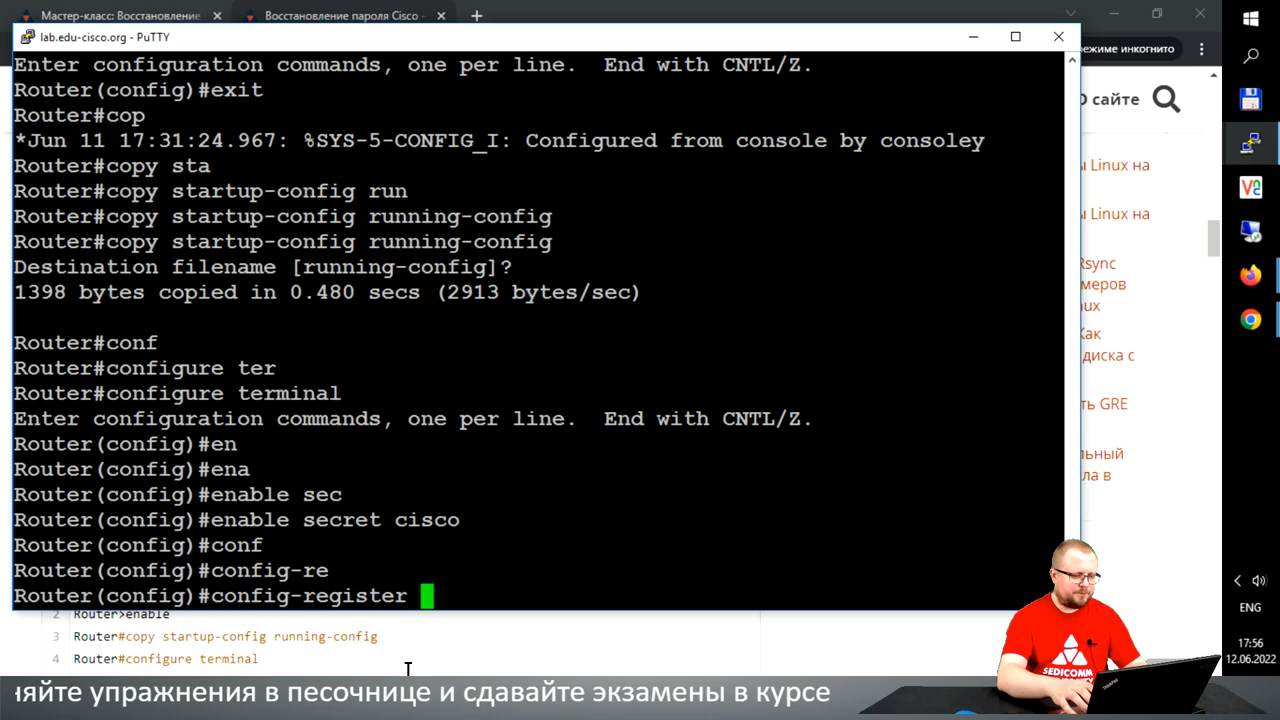 Мастер-класс: Восстановление
Восстановление пароля Cisco -
lab.edu-cisco.org - PuTTY
режиме инкогнито
Enter configuration commands, one per line.  End with CNTL/Z.
Router(config)#exit
Router#cop
*Jun 11 17:31:24.967: %SYS-5-CONFIG_I: Configured from console by consoley
Router#copy sta
Router#copy startup-config run
Router#copy startup-config running-config
Router#copy startup-config running-config
Destination filename [running-config]?
1398 bytes copied in 0.480 secs (2913 bytes/sec)
Router#conf
Router#configure ter
Router#configure terminal
Enter configuration commands, one per line.  End with CNTL/Z.
Router(config)#en
Router(config)#ena
Router(config)#enable sec
Router(config)#enable secret cisco
Router(config)#conf
Router(config)#config-re
Router(config)#config-register
О сайте
ы Linux на
ы Linux на
Rsync
меров
nux
Как
диска с
ть GRE
льный
ла в
2 Router>enable
3 Router#copy startup-config running-config
4 Router#configure terminal
няйте упражнения в песочнице и сдавайте экзамены в курсе
SEDICOMM
ThinkPad
ENG
17:56
12.06.2022